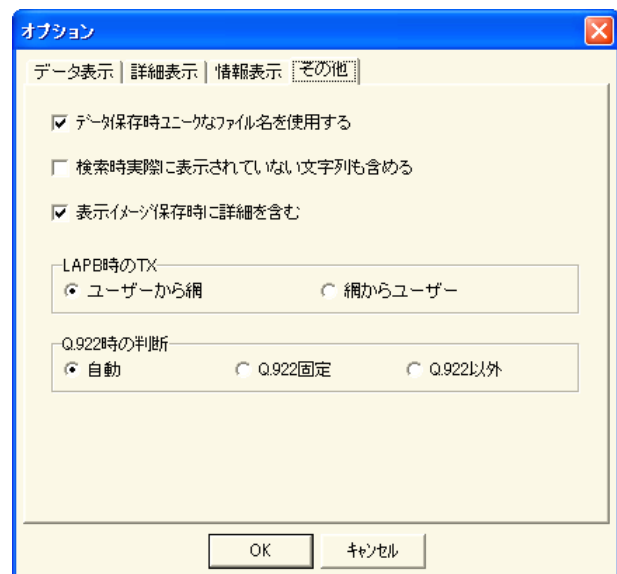 オプション
データ表示 詳細表示 情報表示 その他
データ保存時ユニークなファイル名を使用する
検索時実際に表示されていない文字列も含める
表示イメージ保存時に詳細を含む
LAPB時のTX
ユーザーから網 網からユーザー
Q.922時の判断
自動 Q.922固定 Q.922以外
OK キャンセル